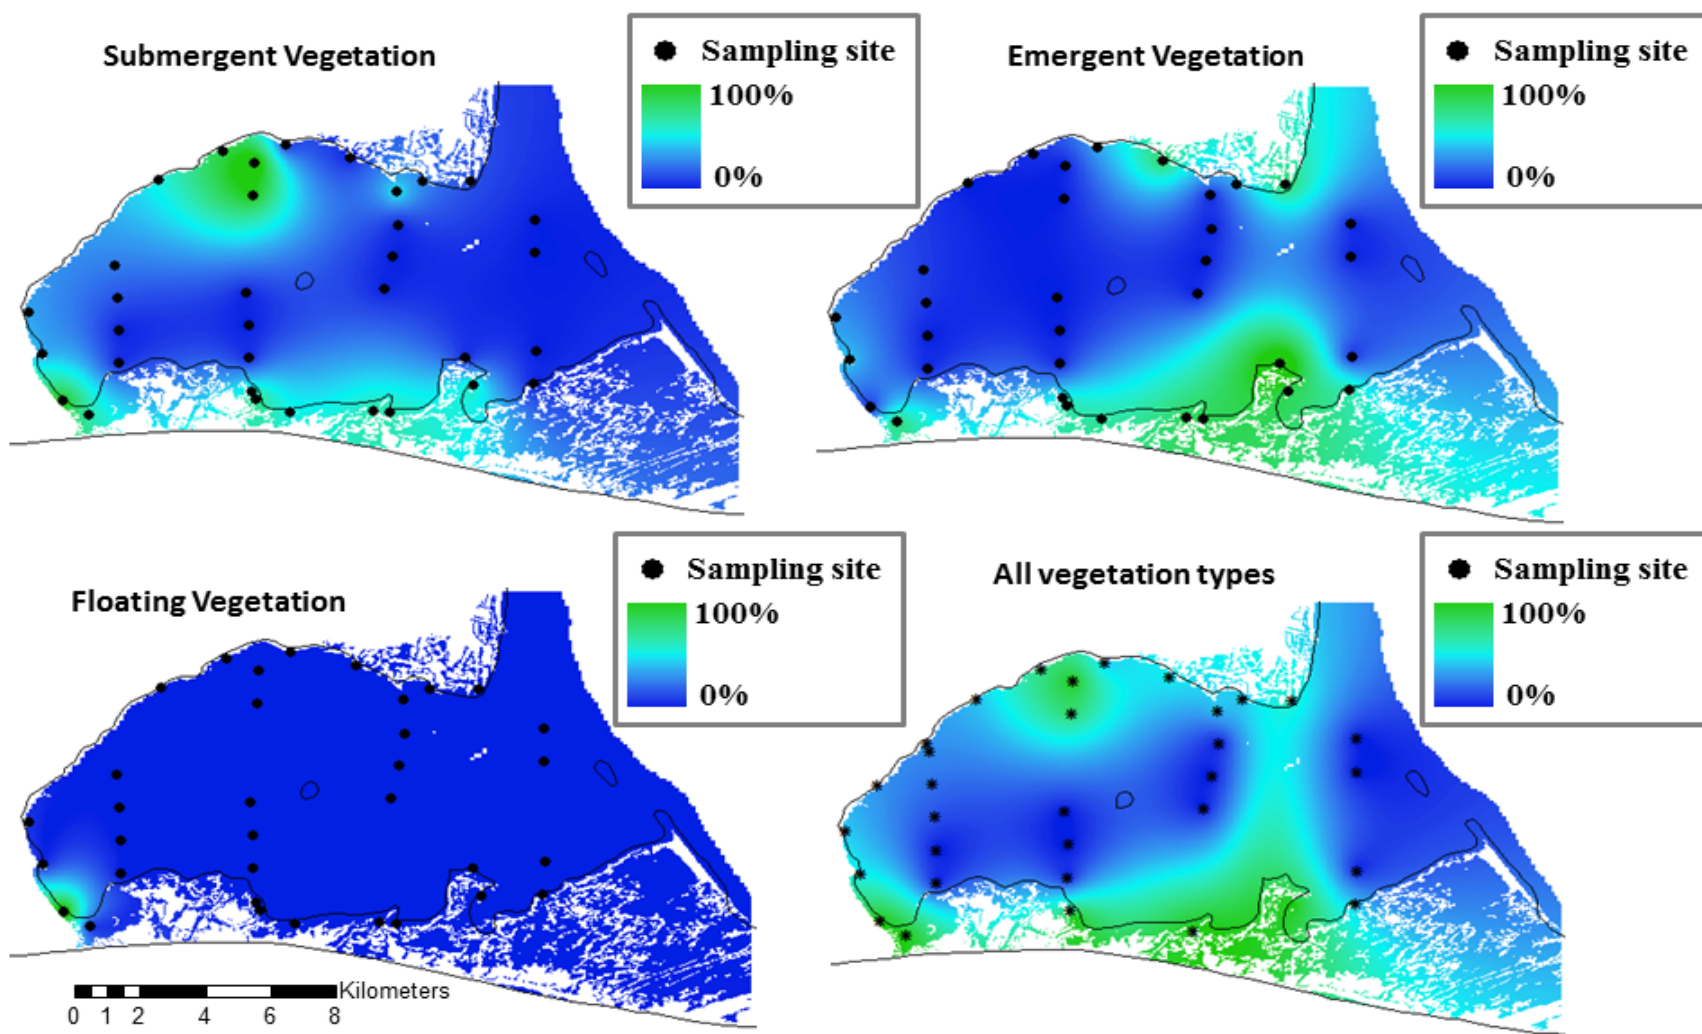 Submergent Vegetation
Sampling site
100%
0%
Emergent Vegetation
Sampling site
100%
0%
Floating Vegetation
Sampling site
100%
0%
All vegetation types
Sampling site
100%
0%
Kilometers
0 1 2 4 6 8